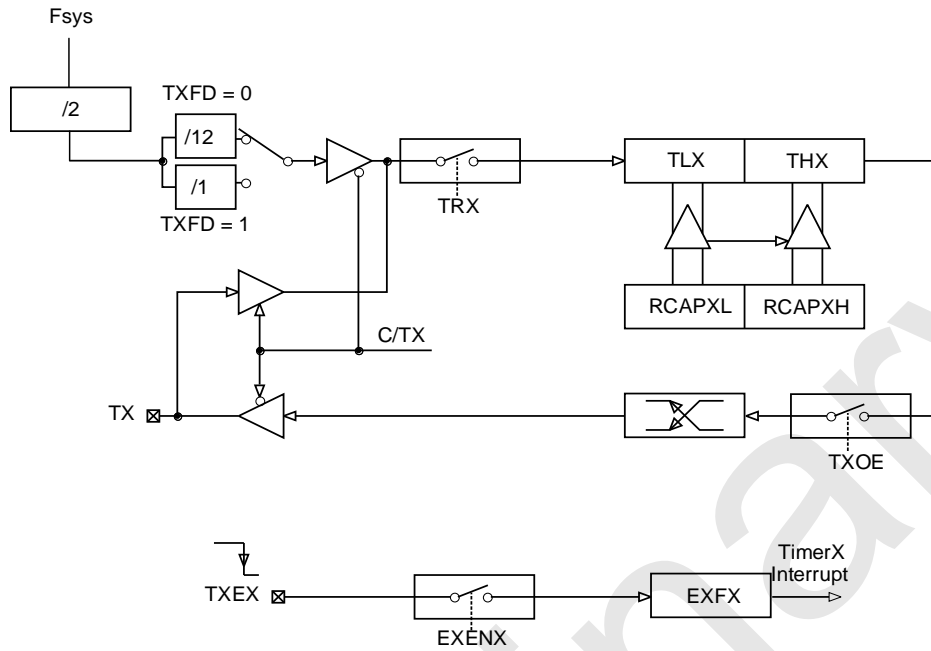 Fsys
/2
TXFD = 0
/12
/1
TXFD = 1
TRX
TLX
THX
RCAPXL
RCAPXH
C/TX
TX
TXOE
TXEX
EXENX
EXFX
TimerX
Interrupt